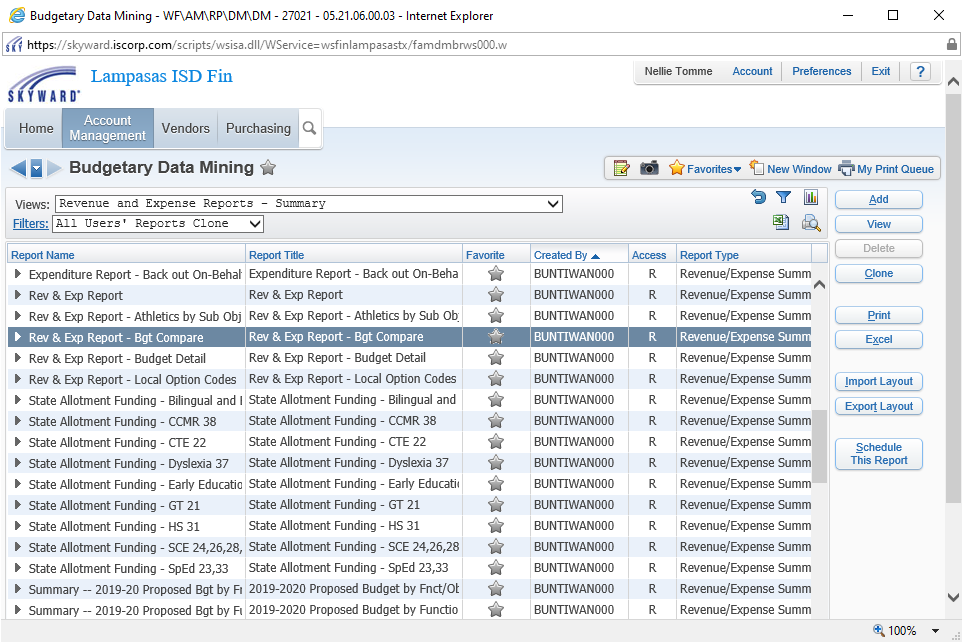 Budgetary Data Mining - WF\AM\RP\DM\DM - 27021 - 05.21.06.00.03 - Internet Explorer
https://skyward.iscorp.com/scripts/wsisa.dll/WService=wsfinlampasastx/famdmbrws000.w
SKYWARD
Lampasas ISD Fin
Nellie Tomme Account Preferences Exit ?
Home Account Management Vendors Purchasing
Budgetary Data Mining
Favorites New Window My Print Queue
Views: Revenue and Expense Reports - Summary
Filters: All Users' Reports Clone
Report Name Report Title Favorite Created By Access Report Type
Expenditure Report - Back out On-Behal Expenditure Report - Back out On-Beha BUNTIWAN000 R Revenue/Expense Summ
Rev & Exp Report Rev & Exp Report BUNTIWAN000 R Revenue/Expense Summ
Rev & Exp Report - Athletics by Sub Obj Rev & Exp Report - Athletics by Sub Obj BUNTIWAN000 R Revenue/Expense Summ
Rev & Exp Report - Bgt Compare Rev & Exp Report - Bgt Compare BUNTIWAN000 R Revenue/Expense Summ
Rev & Exp Report - Budget Detail Rev & Exp Report - Budget Detail BUNTIWAN000 R Revenue/Expense Summ
Rev & Exp Report - Local Option Codes Rev & Exp Report - Local Option Codes BUNTIWAN000 R Revenue/Expense Summ
State Allotment Funding - Bilingual and State Allotment Funding - Bilingual and BUNTIWAN000 R Revenue/Expense Summ
State Allotment Funding - CCMR 38 State Allotment Funding - CCMR 38 BUNTIWAN000 R Revenue/Expense Summ
State Allotment Funding - CTE 22 State Allotment Funding - CTE 22 BUNTIWAN000 R Revenue/Expense Summ
State Allotment Funding - Dyslexia 37 State Allotment Funding - Dyslexia 37 BUNTIWAN000 R Revenue/Expense Summ
State Allotment Funding - Early Educatio State Allotment Funding - Early Educati BUNTIWAN000 R Revenue/Expense Summ
State Allotment Funding - GT 21 State Allotment Funding - GT 21 BUNTIWAN000 R Revenue/Expense Summ
State Allotment Funding - HS 31 State Allotment Funding - HS 31 BUNTIWAN000 R Revenue/Expense Summ
State Allotment Funding - SCE 24,26,28, State Allotment Funding - SCE 24,26,28 BUNTIWAN000 R Revenue/Expense Summ
State Allotment Funding - SpEd 23,33 State Allotment Funding - SpEd 23,33 BUNTIWAN000 R Revenue/Expense Summ
Summary -- 2019-20 Proposed Bgt by Fr 2019-2020 Proposed Budget by Fnct/Ob BUNTIWAN000 R Revenue/Expense Summ
Summary -- 2019-20 Proposed Bgt by Fr 2019-2020 Proposed Budget by Functio BUNTIWAN000 R Revenue/Expense Summ
Add
View
Delete
Clone
Print
Excel
Import Layout
Export Layout
Schedule
This Report
100%